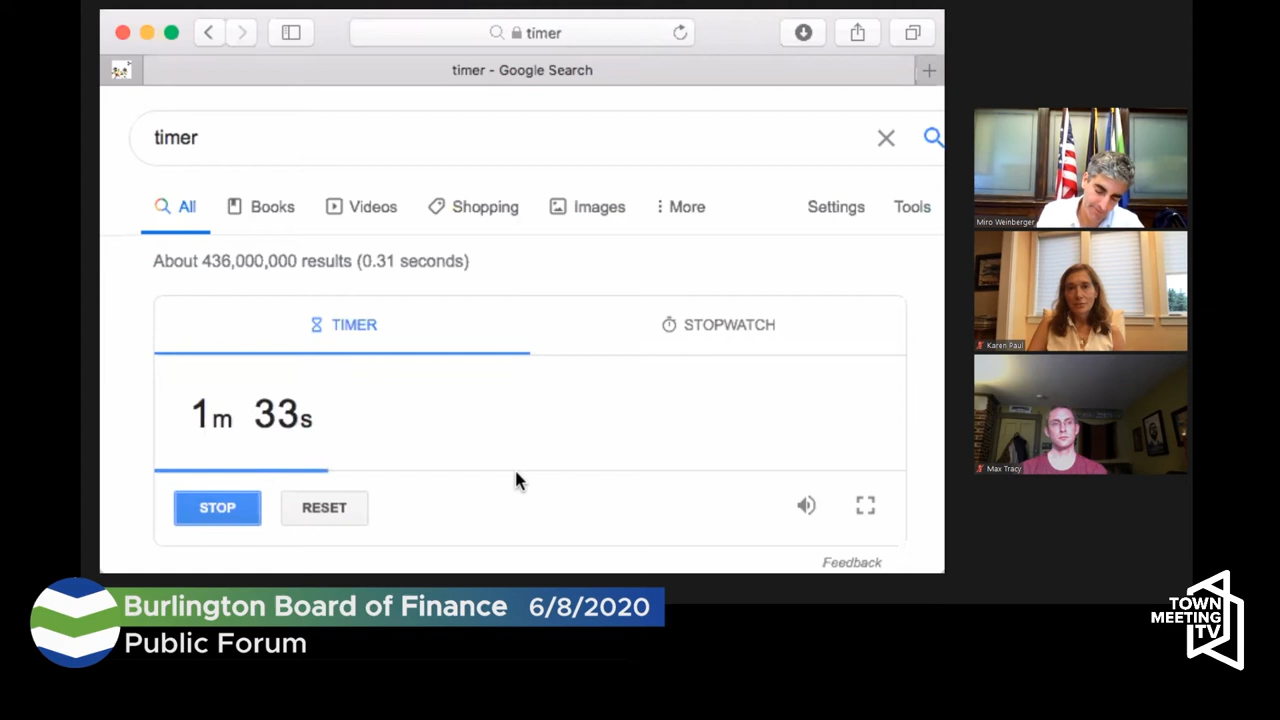 timer
timer - Google Search
timer
All Books Videos Shopping Images More Settings Tools
About 436,000,000 results (0.31 seconds)
TIMER STOPWATCH
1m 33s
STOP RESET
Feedback
Miro Weinberger
Karen Paul
Max Tracy
Burlington Board of Finance 6/8/2020
Public Forum
TOWN
MEETING
TV